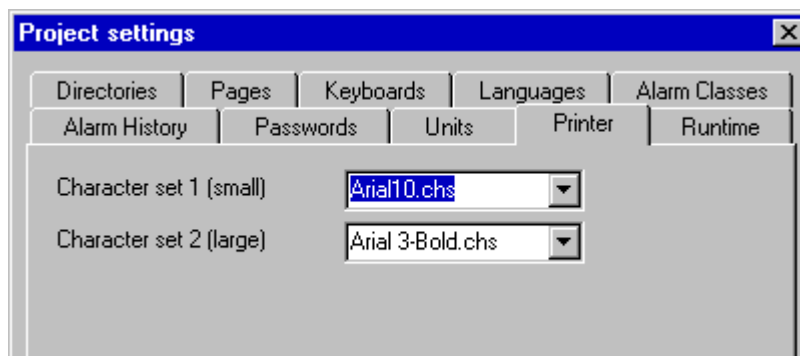 Project settings
Directories Pages Keyboards Languages Alarm Classes
Alarm History Passwords Units Printer Runtime
Character set 1 (small) Arial10.chs
Character set 2 (large) Arial 3-Bold.chs